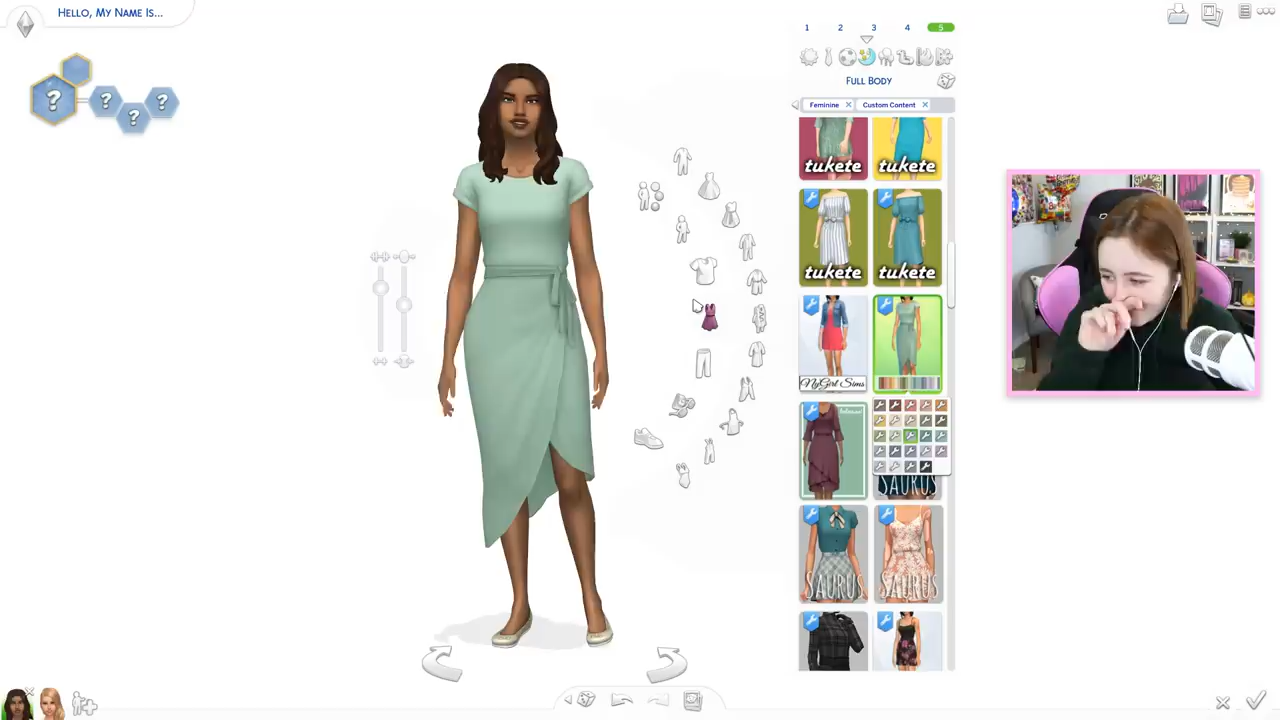 Hello, My Name Is...
1 2 3 4 5
Full Body
Feminine Custom Content
tukete tukete
tukete tukete
NyGirl Sims
SAURUS
SAURUS SAURUS